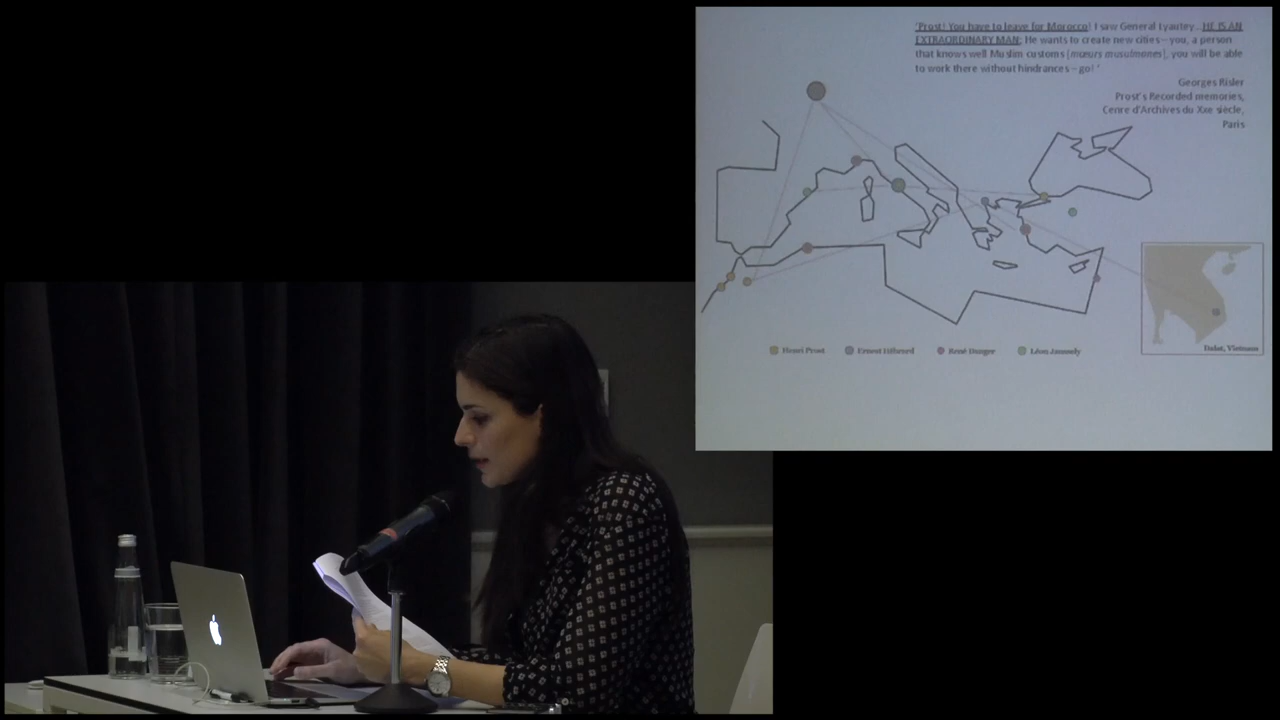 'Prost! You have to leave for Morocco! I saw General Lyautey...HE IS AN
EXTRAORDINARY MAN: He wants to create new cities – you, a person
that knows well Muslim customs [mœurs musulmanes], you will be able
to work there without hindrances – go! '
Georges Risler
Prost's Recorded memories,
Cenre d'Archives du Xxe siècle,
Paris
Henri Prost
Ernest Hébrard
René Danger
Léon Jaussely
Dalat, Vietnam